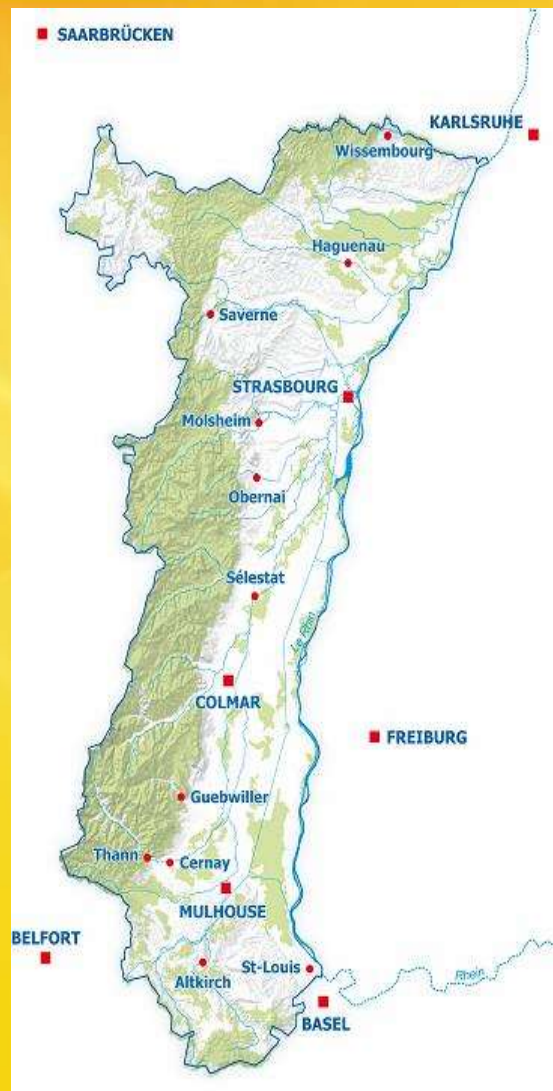 SAARBRÜCKEN
KARLSRUHE
Wissembourg
Haguenau
Saverne
STRASBOURG
Molsheim
Obernai
Sélestat
Le Rhin
COLMAR
FREIBURG
Guebwiller
Thann
Cernay
MULHOUSE
BELFORT
Altkirch
St-Louis
Rhein
BASEL